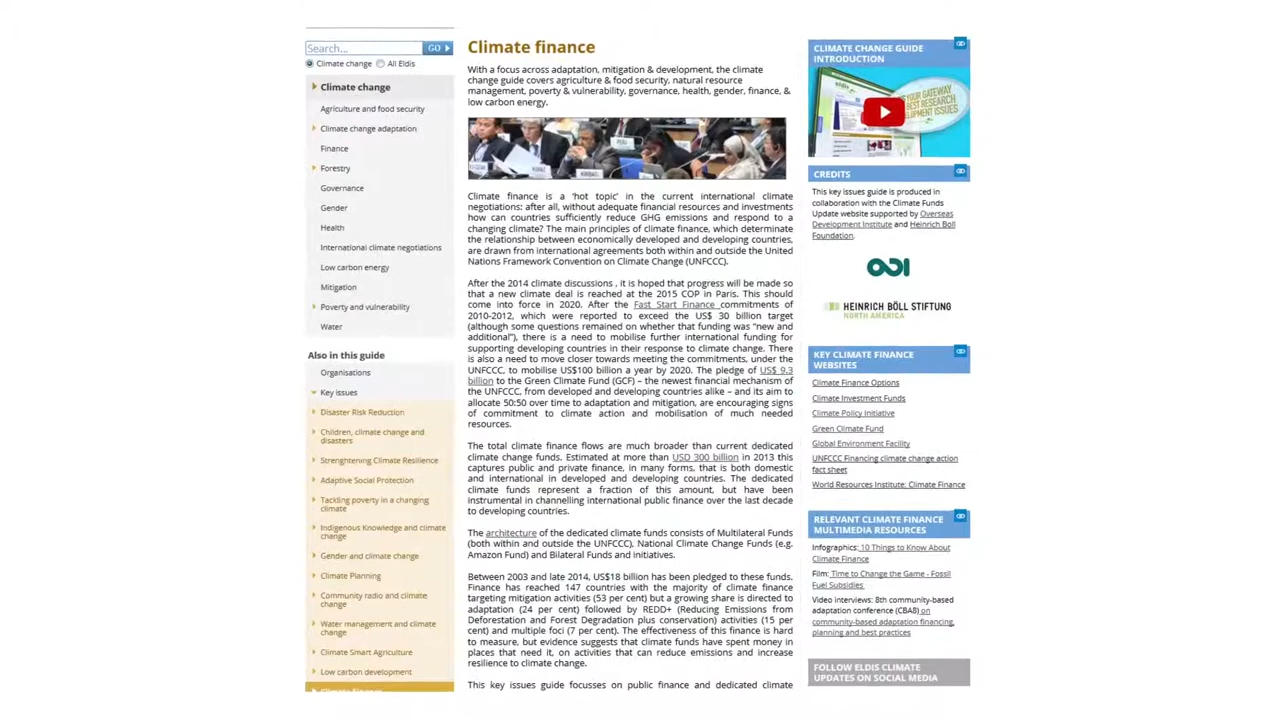 Search...
GO
Climate change
All Eldis
Climate change
Agriculture and food security
Climate change adaptation
Finance
Forestry
Governance
Gender
Health
International climate negotiations
Low carbon energy
Mitigation
Poverty and vulnerability
Water
Also in this guide
Organisations
Key issues
Disaster Risk Reduction
Children, climate change and
disasters
Strenghtening Climate Resilience
Adaptive Social Protection
Tackling poverty in a changing
climate
Indigenous Knowledge and climate
change
Gender and climate change
Climate Planning
Community radio and climate
change
Water management and climate
change
Climate Smart Agriculture
Low carbon development
Climate Finance
Climate finance
With a focus across adaptation, mitigation & development, the climate
change guide covers agriculture & food security, natural resource
management, poverty & vulnerability, governance, health, gender, finance, &
low carbon energy.
PERU
Climate finance is a 'hot topic' in the current international climate
negotiations: after all, without adequate financial resources and investments
how can countries sufficiently reduce GHG emissions and respond to a
changing climate? The main principles of climate finance, which determine
the relationship between economically developed and developing countries,
are drawn from international agreements both within and outside the United
Nations Framework Convention on Climate Change (UNFCCC).
After the 2014 climate discussions , it is hoped that progress will be made so
that a new climate deal is reached at the 2015 COP in Paris. This should
come into force in 2020. After the Fast Start Finance commitments of
2010-2012, which were reported to exceed the US$ 30 billion target
(although some questions remained on whether that funding was "new and
additional"), there is a need to mobilise further international funding for
supporting developing countries in their response to climate change. There
is also a need to move closer towards meeting the commitments, under the
UNFCCC, to mobilise US$100 billion a year by 2020. The pledge of US$ 9.3
billion to the Green Climate Fund (GCF) – the newest financial mechanism of
the UNFCCC, from developed and developing countries alike – and its aim to
allocate 50:50 over time to adaptation and mitigation, are encouraging signs
of commitment to climate action and mobilisation of much needed
resources.
The total climate finance flows are much broader than current dedicated
climate change funds. Estimated at more than USD 300 billion in 2013 this
captures public and private finance, in many forms, that is both domestic
and international in developed and developing countries. The dedicated
climate funds represent a fraction of this amount, but have been
instrumental in channelling international public finance over the last decade
to developing countries.
The architecture of the dedicated climate funds consists of Multilateral Funds
(both within and outside the UNFCCC), National Climate Change Funds (e.g.
Amazon Fund) and Bilateral Funds and initiatives.
Between 2003 and late 2014, US$18 billion has been pledged to these funds.
Finance has reached 147 countries with the majority of climate finance
targeting mitigation activities (53 per cent) but a growing share is directed to
adaptation (24 per cent) followed by REDD+ (Reducing Emissions from
Deforestation and Forest Degradation plus conservation) activities (15 per
cent) and multiple foci (7 per cent). The effectiveness of this finance is hard
to measure, but evidence suggests that climate funds have spent money in
places that need it, on activities that can reduce emissions and increase
resilience to climate change.
This key issues guide focusses on public finance and dedicated climate
CLIMATE CHANGE GUIDE
INTRODUCTION
CREDITS
This key issues guide is produced in
collaboration with the Climate Funds
Update website supported by Overseas
Development Institute and Heinrich Boll
Foundation.
HEINRICH BÖLL STIFTUNG
NORTH AMERICA
KEY CLIMATE FINANCE
WEBSITES
Climate Finance Options
Climate Investment Funds
Climate Policy Initiative
Green Climate Fund
Global Environment Facility
UNFCCC Financing climate change action
fact sheet
World Resources Institute: Climate Finance
RELEVANT CLIMATE FINANCE
MULTIMEDIA RESOURCES
Infographics: 10 Things to Know About
Climate Finance
Film: Time to Change the Game - Fossil
Fuel Subsidies
Video interviews: 8th community-based
adaptation conference (CBA8) on
community-based adaptation financing,
planning and best practices
FOLLOW ELDIS CLIMATE
UPDATES ON SOCIAL MEDIA